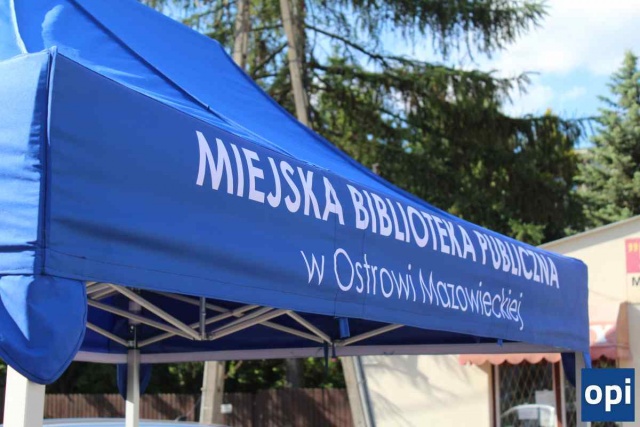 MIEJSKA BIBLIOTEKA PUBLICZNA
w Ostrowi Mazowieckiej
opi